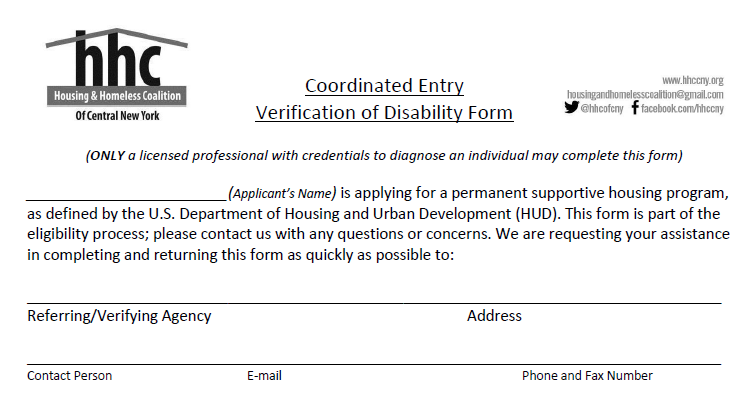 hhc
Housing & Homeless Coalition
Of Central New York
www.hhccny.org
housingandhomelesscoalition@gmail.com
@hhcofcny facebook.com/hhccny
Coordinated Entry
Verification of Disability Form
(ONLY a licensed professional with credentials to diagnose an individual may complete this form)
_________________________(Applicant's Name) is applying for a permanent supportive housing program,
as defined by the U.S. Department of Housing and Urban Development (HUD). This form is part of the
eligibility process; please contact us with any questions or concerns. We are requesting your assistance
in completing and returning this form as quickly as possible to:
Referring/Verifying Agency Address
Contact Person E-mail Phone and Fax Number